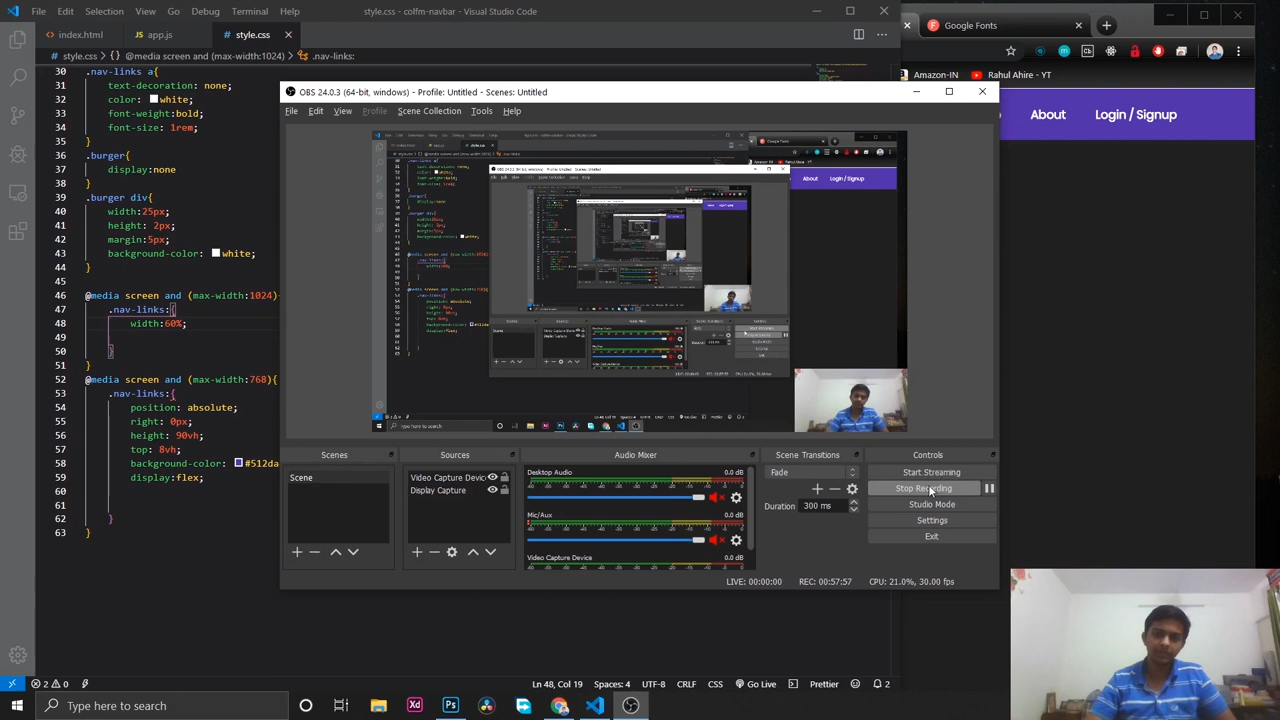 File Edit Selection View Go Debug Terminal Help
style.css - colfm-navbar - Visual Studio Code
index.html app.js style.css
# style.css {} @media screen and (max-width:1024) .nav-links:
30 .nav-links a{
31 text-decoration: none;
32 color: white;
33 font-weight:bold;
34 font-size: 1rem;
35 }
36 .burger{
37 display:none
38 }
39 .burger div{
40 width:25px;
41 height: 2px;
42 margin:5px;
43 background-color: white;
44 }
45
46 @media screen and (max-width:1024){
47 .nav-links:{
48 width:60%;
49
50 }
51 }
52 @media screen and (max-width:768){
53 .nav-links:{
54 position: absolute;
55 right: 0px;
56 height: 90vh;
57 top: 8vh;
58 background-color: #512da
59 display:flex;
60
61
62 }
63 }
Google Fonts
Amazon-IN Rahul Ahire - YT
About Login / Signup
OBS 24.0.3 (64-bit, windows) - Profile: Untitled - Scenes: Untitled
File Edit View Profile Scene Collection Tools Help
About Login / Signup
Scenes Sources Audio Mixer Scene Transitions Controls
Scene
Video Capture Devic
Display Capture
Desktop Audio 0.0 dB
Mic/Aux 0.0 dB
Video Capture Device 0.0 dB
Fade
Duration 300 ms
Start Streaming
Stop Recording
Studio Mode
Settings
Exit
LIVE: 00:00:00 REC: 00:57:57 CPU: 21.0%, 30.00 fps
2 0 Ln 48, Col 19 Spaces: 4 UTF-8 CRLF CSS Go Live Prettier 2
Type here to search